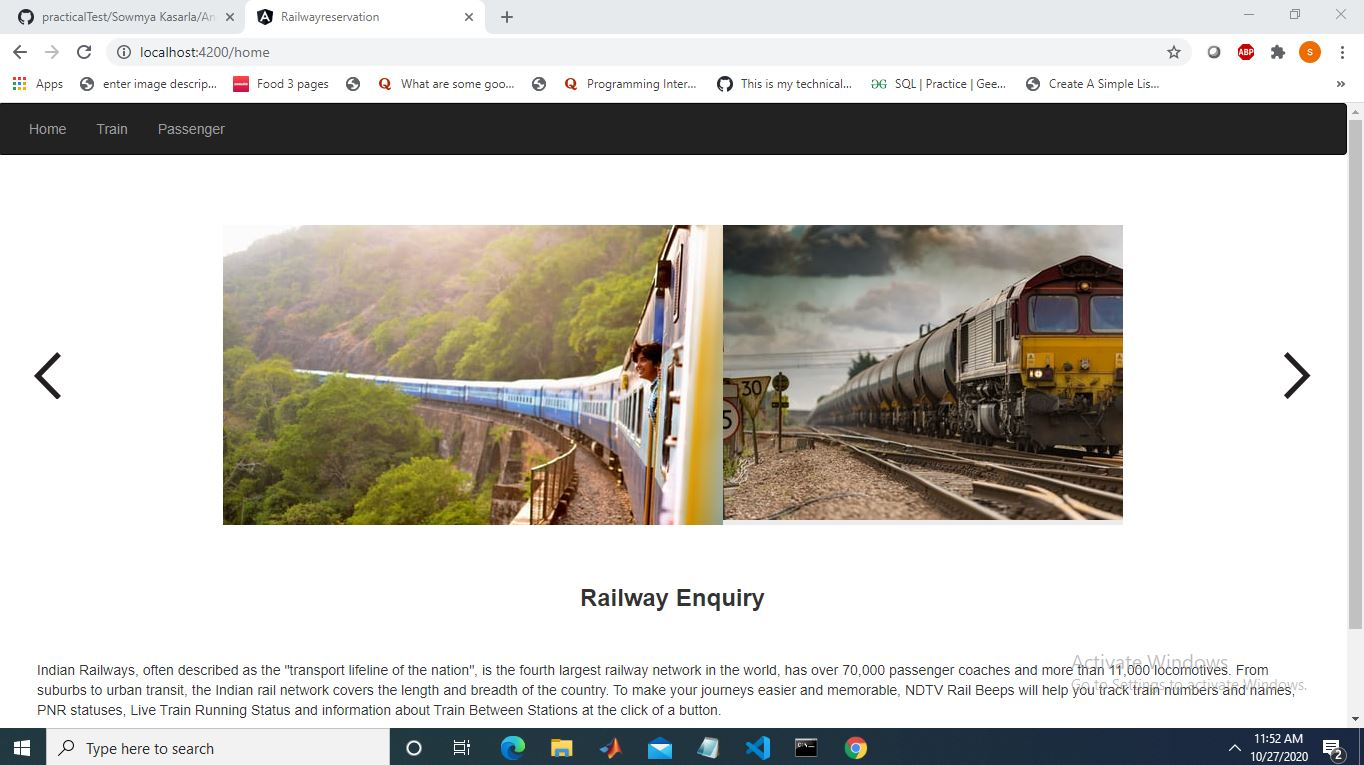 practicalTest/Sowmya Kasarla/An
Railwayreservation
localhost:4200/home
ABP
S
Apps
enter image descrip...
Food 3 pages
What are some goo...
Programming Inter...
This is my technical...
SQL | Practice | Gee...
Create A Simple Lis...
»
Home
Train
Passenger
30
5
Railway Enquiry
Indian Railways, often described as the "transport lifeline of the nation", is the fourth largest railway network in the world, has over 70,000 passenger coaches and more than 11,000 locomotives. From
suburbs to urban transit, the Indian rail network covers the length and breadth of the country. To make your journeys easier and memorable, NDTV Rail Beeps will help you track train numbers and names,
PNR statuses, Live Train Running Status and information about Train Between Stations at the click of a button.
Activate Windows
Go to Settings to activate Windows.
Type here to search
11:52 AM
10/27/2020
2